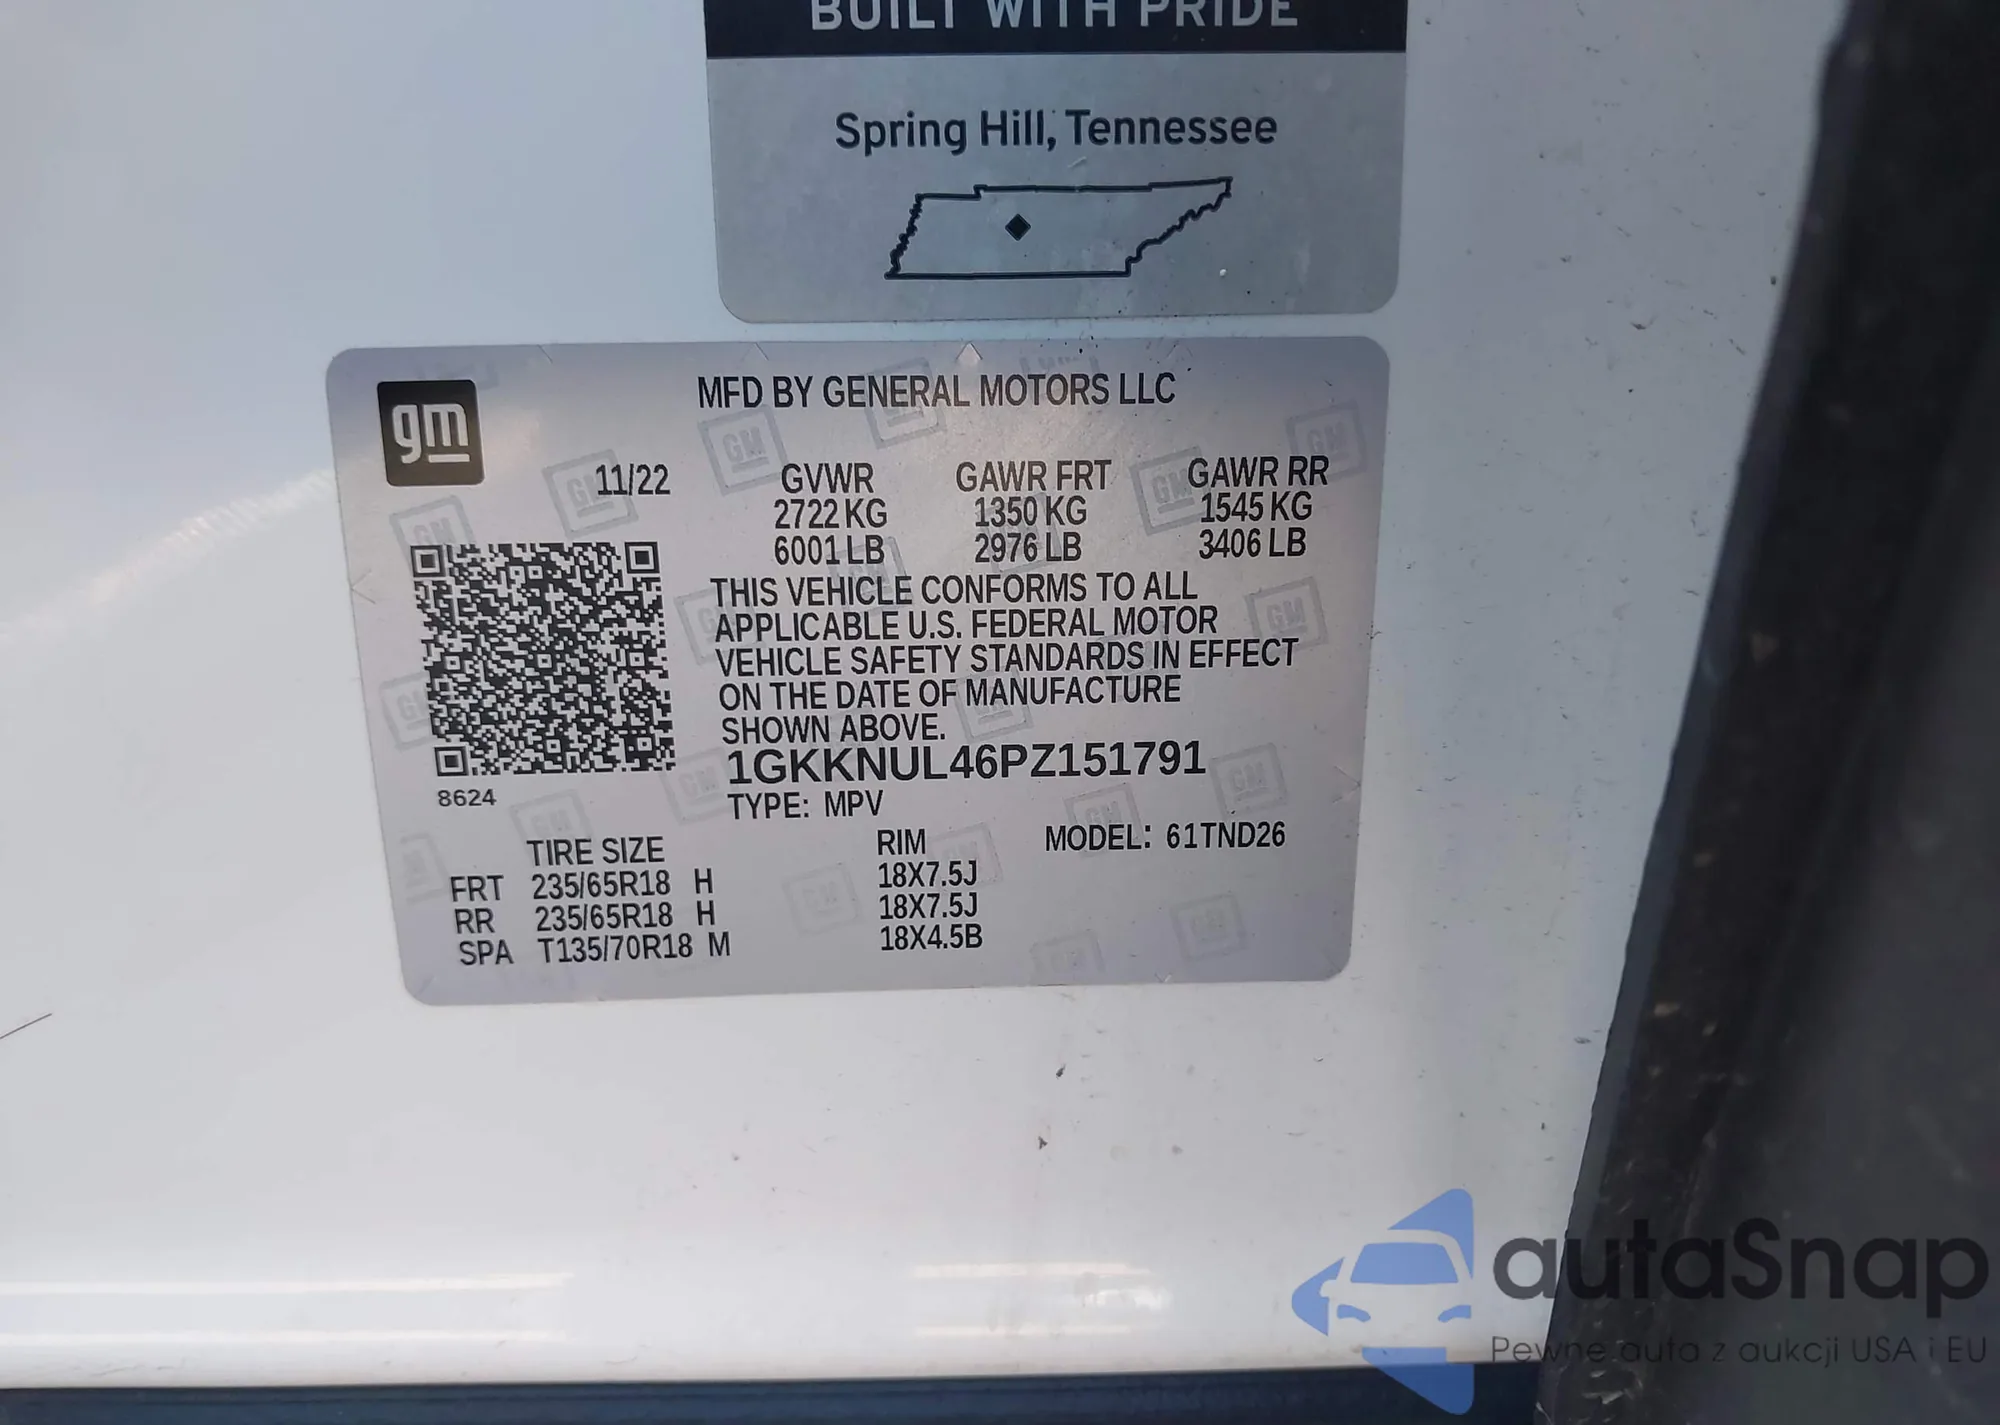 BUILT WITH PRIDE
Spring Hill, Tennessee
gm
MFD BY GENERAL MOTORS LLC
11/22 GVWR GAWR FRT GAWR RR
2722 KG 1350 KG 1545 KG
6001 LB 2976 LB 3406 LB
THIS VEHICLE CONFORMS TO ALL
APPLICABLE U.S. FEDERAL MOTOR
VEHICLE SAFETY STANDARDS IN EFFECT
ON THE DATE OF MANUFACTURE
SHOWN ABOVE.
1GKKNUL46PZ151791
8624
TYPE: MPV
TIRE SIZE RIM MODEL: 61TND26
FRT 235/65R18 H 18X7.5J
RR 235/65R18 H 18X7.5J
SPA T135/70R18 M 18X4.5B
autaSnap
Pewne auta z aukcji USA i EU